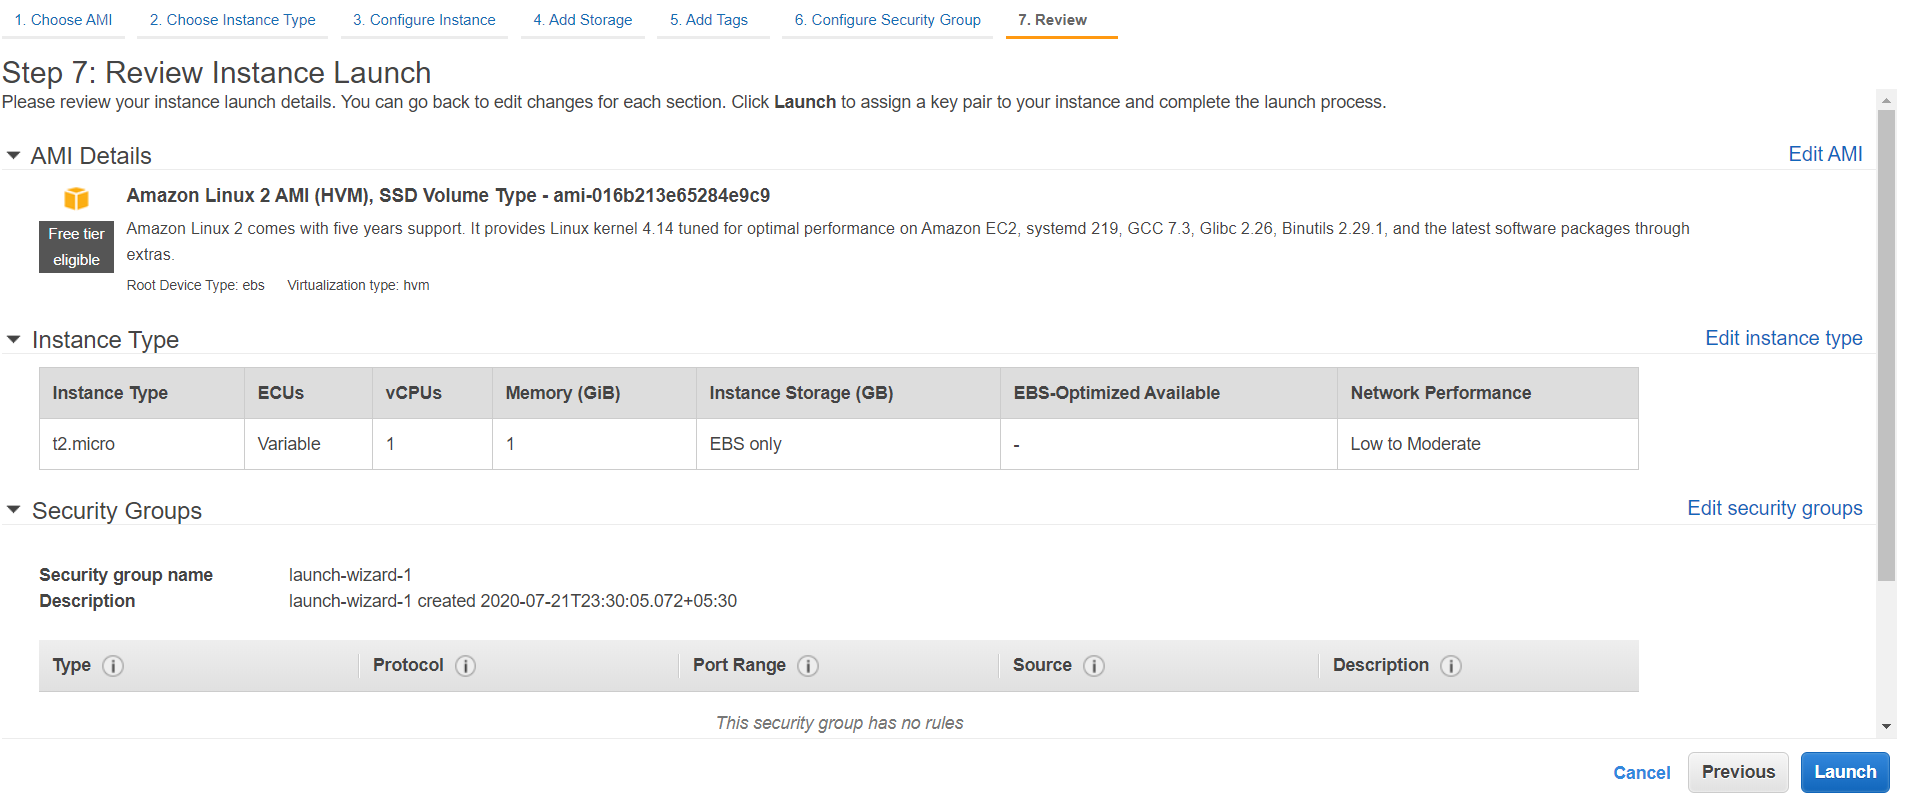 1. Choose AMI 2. Choose Instance Type 3. Configure Instance 4. Add Storage 5. Add Tags 6. Configure Security Group 7. Review
Step 7: Review Instance Launch
Please review your instance launch details. You can go back to edit changes for each section. Click Launch to assign a key pair to your instance and complete the launch process.
AMI Details Edit AMI
Amazon Linux 2 AMI (HVM), SSD Volume Type - ami-016b213e65284e9c9
Free tier
eligible
Amazon Linux 2 comes with five years support. It provides Linux kernel 4.14 tuned for optimal performance on Amazon EC2, systemd 219, GCC 7.3, Glibc 2.26, Binutils 2.29.1, and the latest software packages through
extras.
Root Device Type: ebs Virtualization type: hvm
Instance Type Edit instance type
Instance Type ECUs vCPUs Memory (GiB) Instance Storage (GB) EBS-Optimized Available Network Performance
t2.micro Variable 1 1 EBS only - Low to Moderate
Security Groups Edit security groups
Security group name launch-wizard-1
Description launch-wizard-1 created 2020-07-21T23:30:05.072+05:30
Type i Protocol i Port Range i Source i Description i
This security group has no rules
Cancel Previous Launch